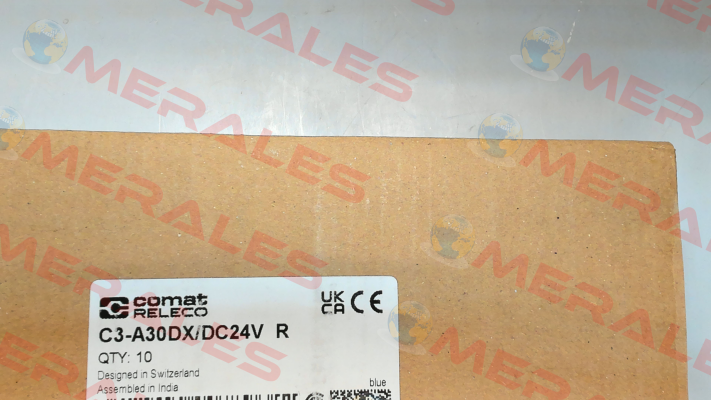 MERALES
MERALES
MERALES
MERALES
MERALES
comat
RELECO
UK
CA
CE
C3-A30DX/DC24V R
QTY: 10
Designed in Switzerland
blue
Assembled in India